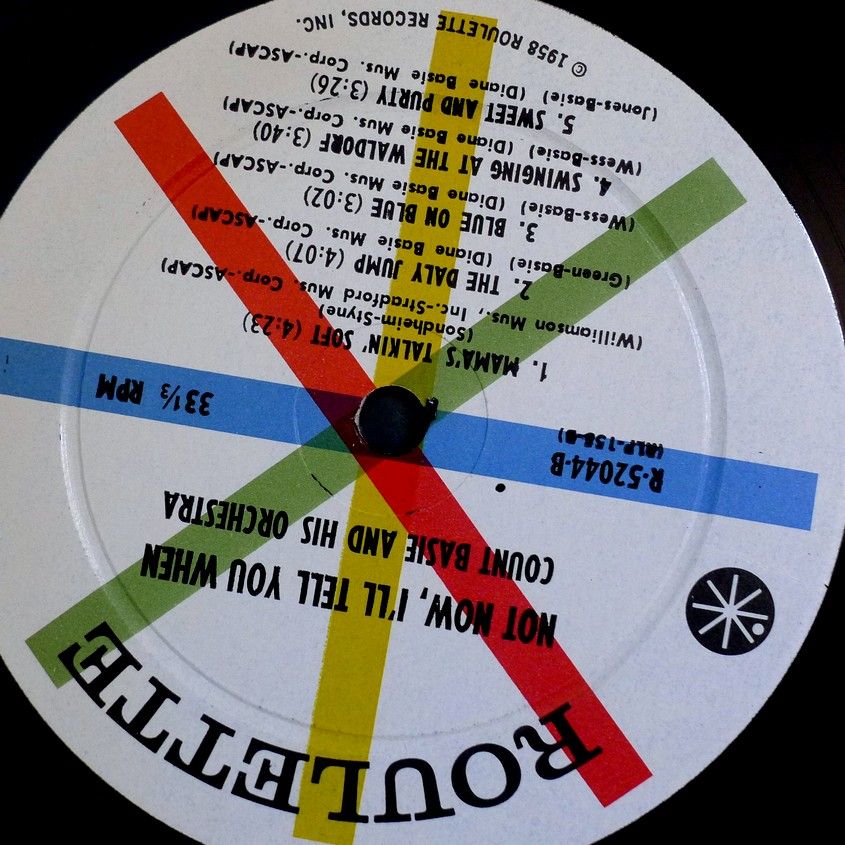 ROULETTE
NOT NOW, I'LL TELL YOU WHEN
COUNT BASIE AND HIS ORCHESTRA
R-52044-B
(RLP-158-B)
33⅓ RPM
1. MAMA'S TALKIN' SOFT (4:23)
(Sondheim-Styne)
(Williamson Mus., Inc.-Stradford Mus. Corp.-ASCAP)
2. THE DALY JUMP (4:07)
(Green-Basie) (Diane Basie Mus. Corp.-ASCAP)
3. BLUE ON BLUE (3:02)
(Wess-Basie) (Diane Basie Mus. Corp.-ASCAP)
4. SWINGING AT THE WALDORF (3:40)
(Wess-Basie) (Diane Basie Mus. Corp.-ASCAP)
5. SWEET AND PURTY (3:26)
(Jones-Basie) (Diane Basie Mus. Corp.-ASCAP)
© 1958 ROULETTE RECORDS, INC.